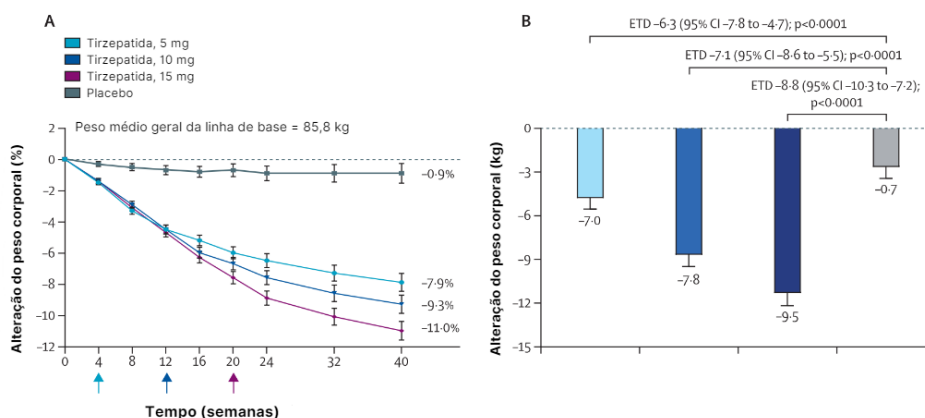 A
Tirzepatida, 5 mg
Tirzepatida, 10 mg
Tirzepatida, 15 mg
Placebo
Peso médio geral da linha de base = 85,8 kg
Alteração do peso corporal (%)
2
0
−2
−4
−6
−8
−10
−12
−0·9%
−7·9%
−9·3%
−11·0%
0 4 8 12 16 20 24 32 40
Tempo (semanas)
B
ETD −6·3 (95% CI −7·8 to −4·7); p<0·0001
ETD −7·1 (95% CI −8·6 to −5·5); p<0·0001
ETD −8·8 (95% CI −10·3 to −7·2);
p<0·0001
Alteração do peso corporal (kg)
0
−3
−6
−9
−12
−15
−7·0
−7·8
−9·5
−0·7